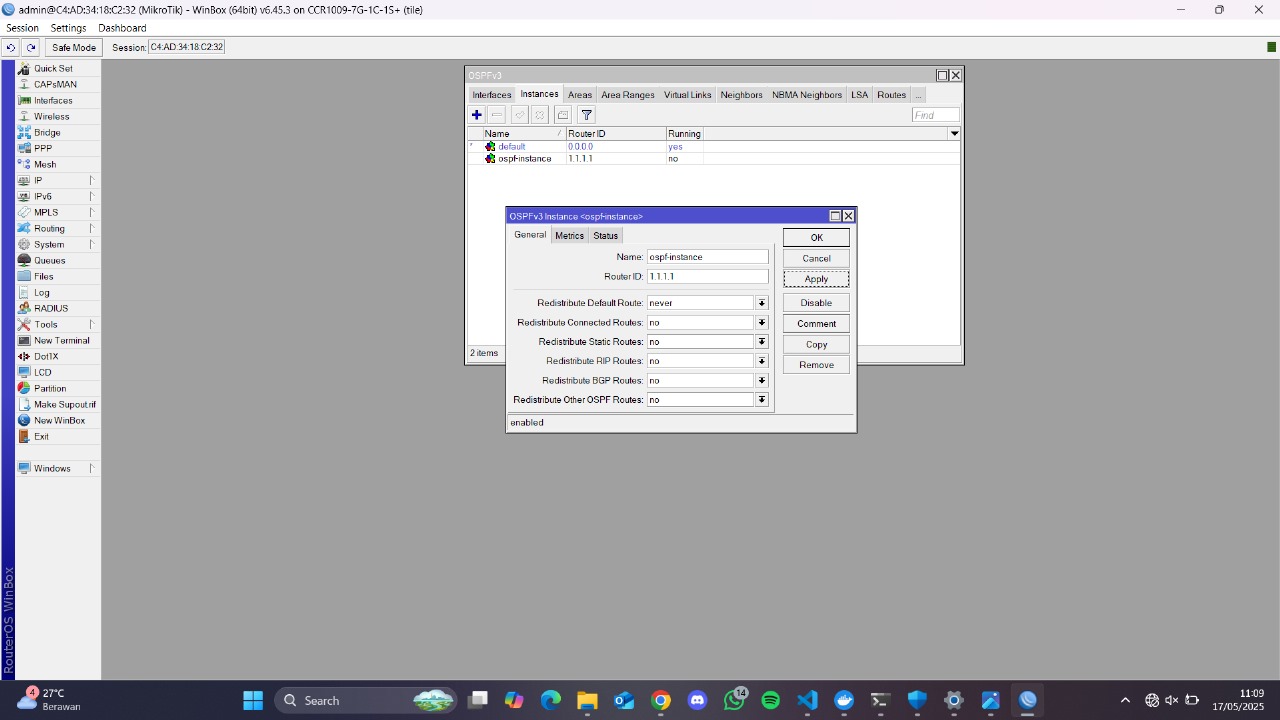 admin@C4:AD:34:18:C2:32 (MikroTik) - WinBox (64bit) v6.45.3 on CCR1009-7G-1C-1S+ (tile)
Session Settings Dashboard
Safe Mode Session: C4:AD:34:18:C2:32
Quick Set
CAPsMAN
Interfaces
Wireless
Bridge
PPP
Mesh
IP
IPv6
MPLS
Routing
System
Queues
Files
Log
RADIUS
Tools
New Terminal
Dot1X
LCD
Partition
Make Supout.rif
New WinBox
Exit
Windows
RouterOS WinBox
OSPFv3
Interfaces Instances Areas Area Ranges Virtual Links Neighbors NBMA Neighbors LSA Routes ...
Find
Name / Router ID Running
* default 0.0.0.0 yes
ospf-instance 1.1.1.1 no
2 items
OSPFv3 Instance <ospf-instance>
General Metrics Status
Name: ospf-instance
Router ID: 1.1.1.1
Redistribute Default Route: never
Redistribute Connected Routes: no
Redistribute Static Routes: no
Redistribute RIP Routes: no
Redistribute BGP Routes: no
Redistribute Other OSPF Routes: no
OK
Cancel
Apply
Disable
Comment
Copy
Remove
enabled
4
27°C
Berawan
Search
14
11:09
17/05/2025